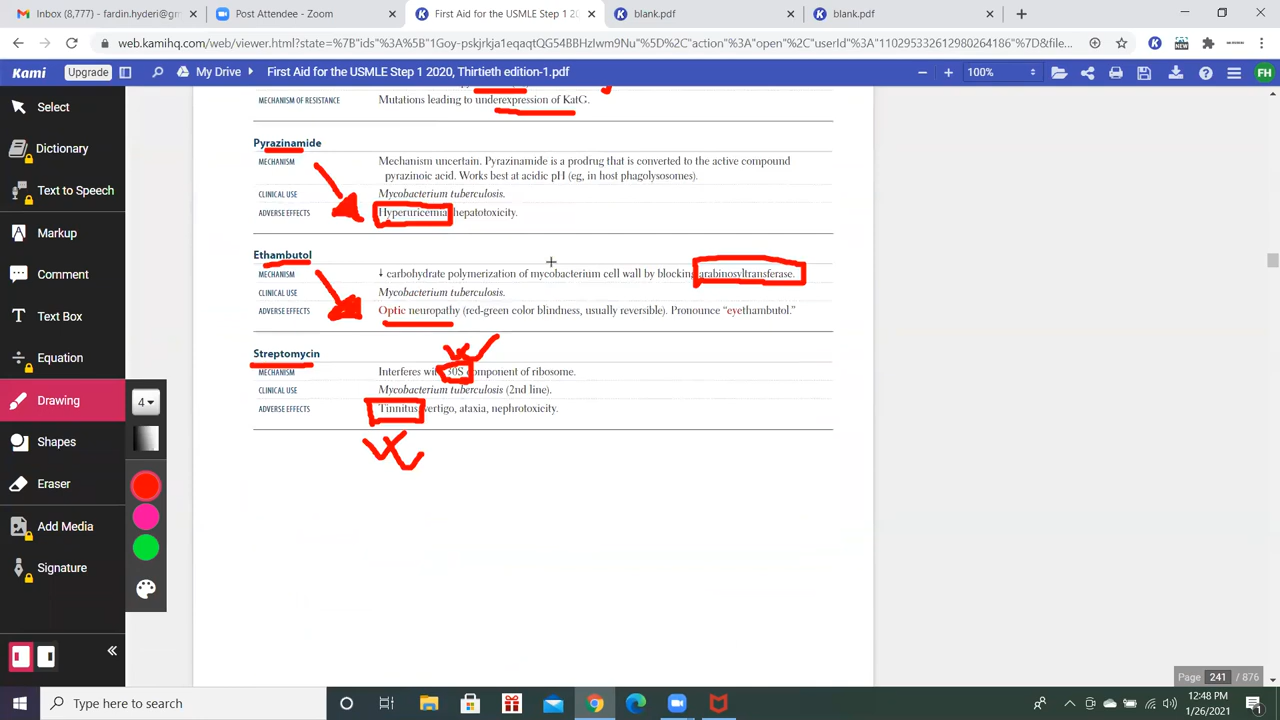 Inbox (8,777) - fardin.hyderi@gm
Post Attendee - Zoom
First Aid for the USMLE Step 1 20
blank.pdf
blank.pdf
web.kamihq.com/web/viewer.html?state=%7B"ids"%3A%5B"1Goy-pskjrkja1eqaqtQG54BBHzIwm9Nu"%5D%2C"action"%3A"open"%2C"userId"%3A"110295332612980264186"%7D&file...
NEW
Kami
Upgrade
My Drive
First Aid for the USMLE Step 1 2020, Thirtieth edition-1.pdf
100%
FH
Select
Dictionary
Text to Speech
Markup
Comment
Text Box
Equation
Drawing
Shapes
Eraser
Add Media
Signature
4
MECHANISM OF RESISTANCE Mutations leading to underexpression of KatG.
Pyrazinamide
MECHANISM Mechanism uncertain. Pyrazinamide is a prodrug that is converted to the active compound
pyrazinoic acid. Works best at acidic pH (eg, in host phagolysosomes).
CLINICAL USE Mycobacterium tuberculosis.
ADVERSE EFFECTS Hyperuricemia, hepatotoxicity.
Ethambutol
MECHANISM ↓ carbohydrate polymerization of mycobacterium cell wall by blocking arabinosyltransferase.
CLINICAL USE Mycobacterium tuberculosis.
ADVERSE EFFECTS Optic neuropathy (red-green color blindness, usually reversible). Pronounce "eyethambutol."
Streptomycin
MECHANISM Interferes with 30S component of ribosome.
CLINICAL USE Mycobacterium tuberculosis (2nd line).
ADVERSE EFFECTS Tinnitus, vertigo, ataxia, nephrotoxicity.
Page 241 / 876
Type here to search
12:48 PM
1/26/2021